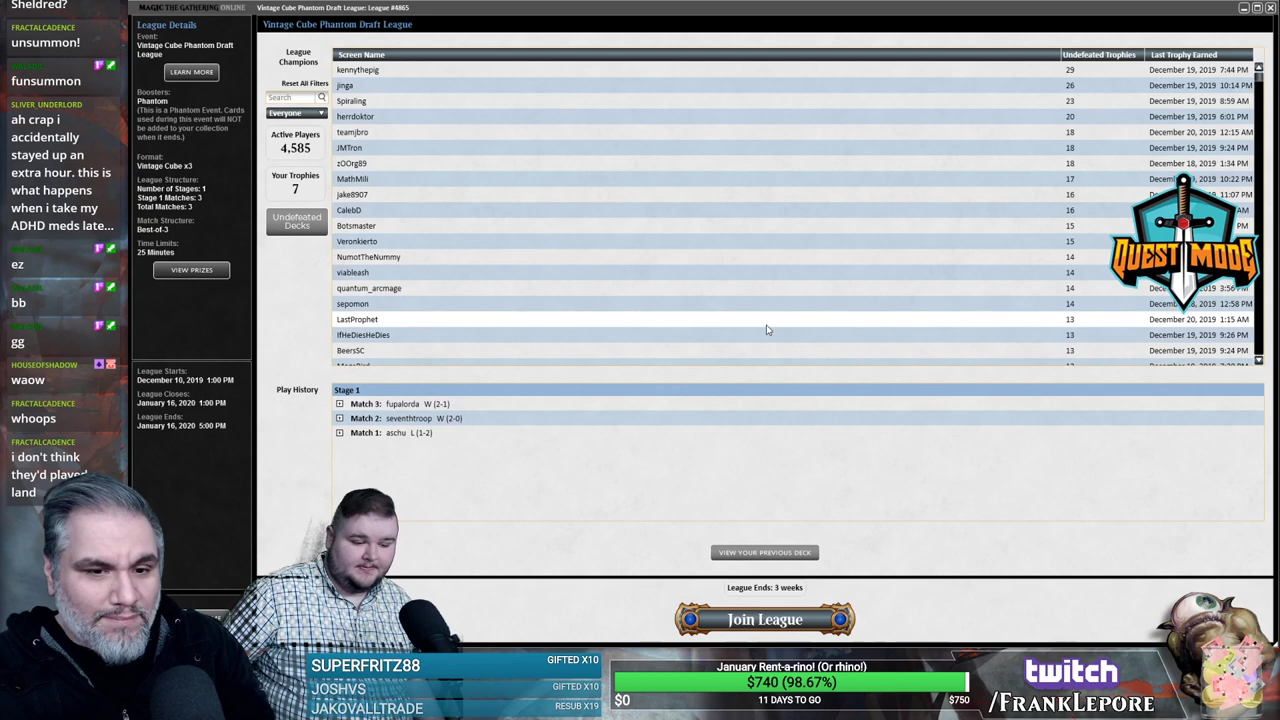 Sheldred?
FRACTALCADENCE
unsummon!
funsummon
SLIVER_UNDERLORD
ah crap i
accidentally
stayed up an
extra hour. this is
what happens
when i take my
ADHD meds late...
ez
bb
gg
HOUSEOFSHADOW
waow
FRACTALCADENCE
whoops
FRACTALCADENCE
i don't think
they'd played
land
MAGIC: THE GATHERING ONLINE
Vintage Cube Phantom Draft League: League #4865
League Details
Event:
Vintage Cube Phantom Draft
League
LEARN MORE
Boosters:
Phantom
(This is a Phantom Event. Cards
used during this event will NOT
be added to your collection
when it ends.)
Format:
Vintage Cube x3
League Structure:
Number of Stages: 1
Stage 1 Matches: 3
Total Matches: 3
Match Structure:
Best-of-3
Time Limits:
25 Minutes
VIEW PRIZES
League Starts:
December 10, 2019 1:00 PM
League Closes:
January 16, 2020 1:00 PM
League Ends:
January 16, 2020 5:00 PM
Vintage Cube Phantom Draft League
League
Champions
Reset All Filters
Search
Everyone
Active Players
4,585
Your Trophies
7
Undefeated
Decks
Screen Name Undefeated Trophies Last Trophy Earned
kennythepig 29 December 19, 2019 7:44 PM
jinga 26 December 19, 2019 10:14 PM
Spiraling 23 December 19, 2019 8:59 AM
herrdoktor 20 December 19, 2019 6:01 PM
teamjbro 18 December 20, 2019 12:15 AM
JMTron 18 December 19, 2019 9:24 PM
zOOrg89 18 December 18, 2019 1:34 PM
MathMili 17 December 19, 2019 10:22 PM
jake8907 16 11:07 PM
CalebD 16 AM
Botsmaster 15 PM
Veronkierto 15
NumotTheNummy 14
viableash 14
quantum_arcmage 14 3:56 PM
sepomon 14 2019 12:58 PM
LastProphet 13 December 20, 2019 1:15 AM
IfHeDiesHeDies 13 December 19, 2019 9:26 PM
BeersSC 13 December 19, 2019 9:24 PM
QUEST MODE
Play History
Stage 1
Match 3: fupalorda W (2-1)
Match 2: seventhtroop W (2-0)
Match 1: aschu L (1-2)
VIEW YOUR PREVIOUS DECK
League Ends: 3 weeks
Join League
SUPERFRITZ88 GIFTED X10
JOSHVS GIFTED X10
JAKOVALLTRADE RESUB X19
January Rent-a-rino! (Or rhino!)
$740 (98.67%)
$0 11 DAYS TO GO $750
twitch
/FRANKLEPORE